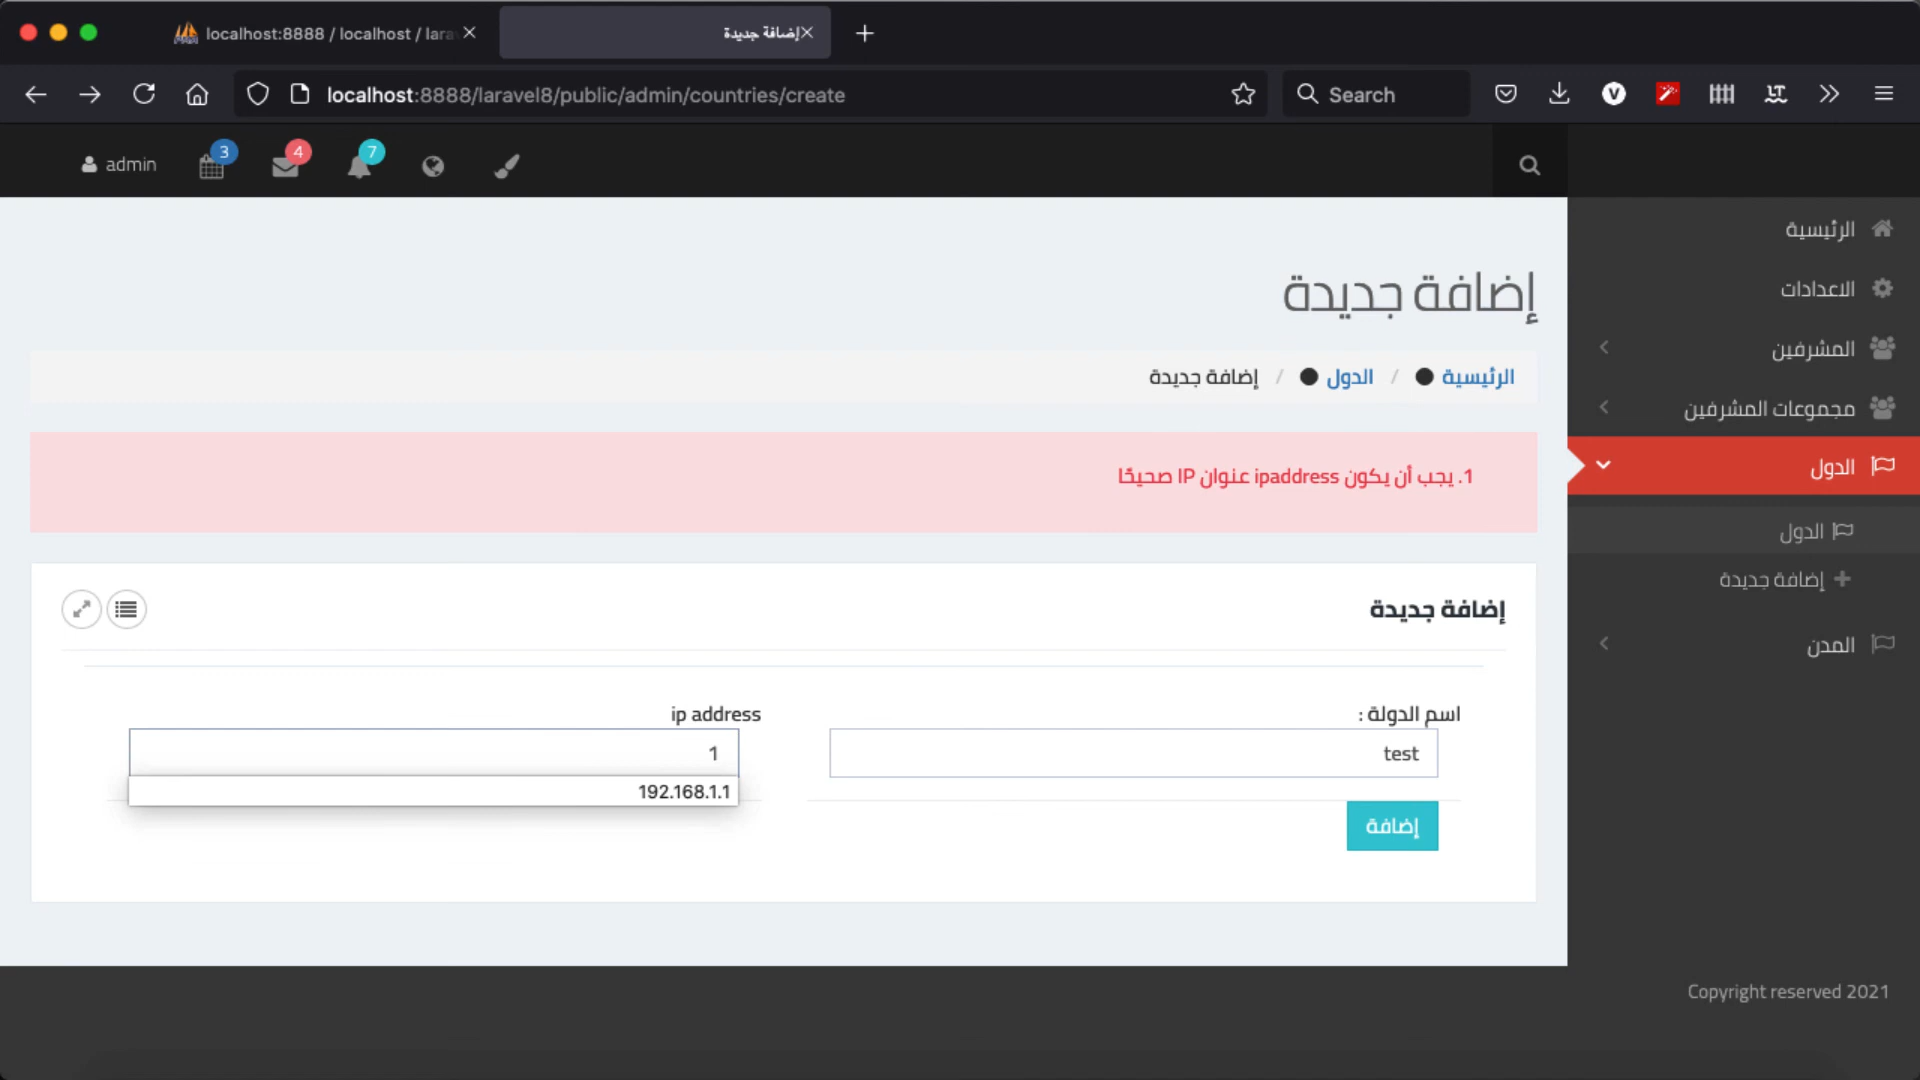 localhost:8888 / localhost / lara
إضافة جديدة
localhost:8888/laravel8/public/admin/countries/create
Search
admin
3
4
7
الرئيسية
الاعدادات
المشرفين
مجموعات المشرفين
الدول
الدول
إضافة جديدة
المدن
إضافة جديدة
الرئيسية / الدول / إضافة جديدة
1. يجب أن يكون ipaddress عنوان IP صحيحًا
إضافة جديدة
اسم الدولة :
test
ip address
1
192.168.1.1
إضافة
Copyright reserved 2021